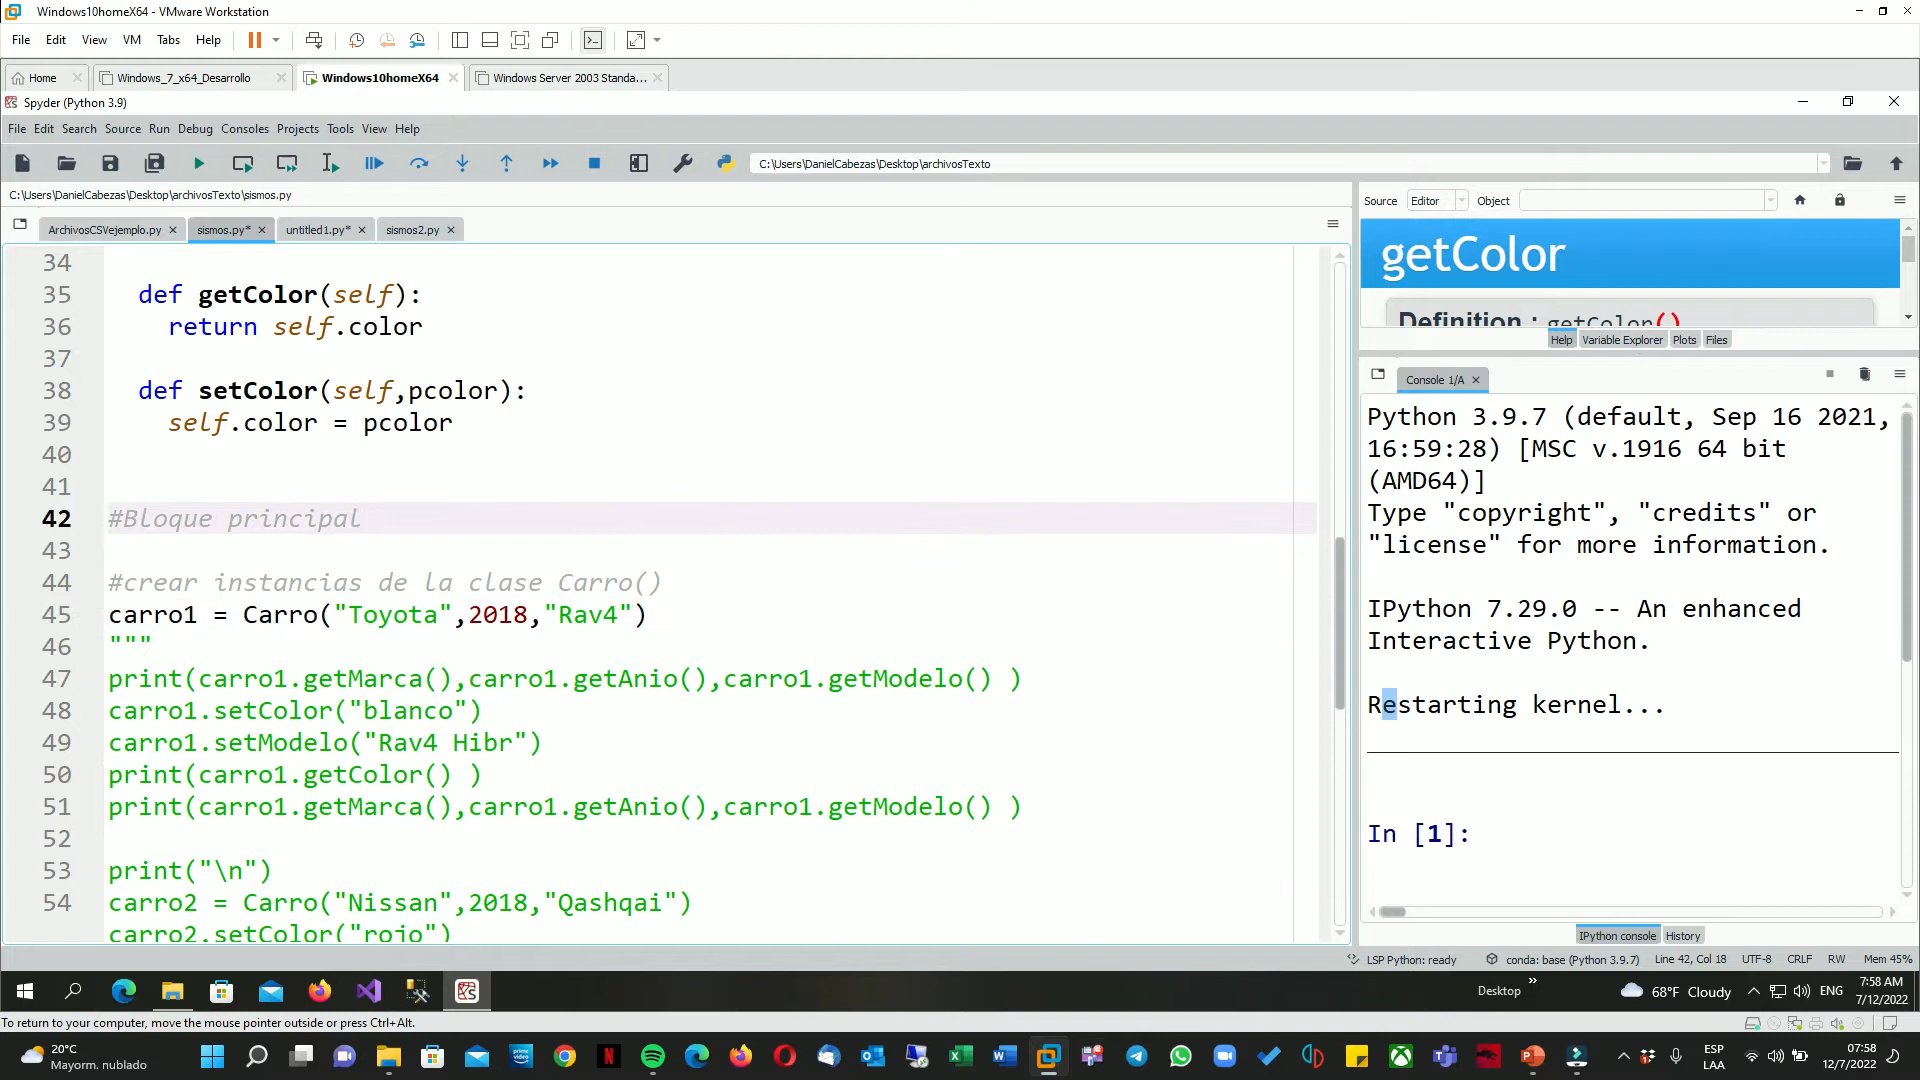 Windows10homeX64 - VMware Workstation
File Edit View VM Tabs Help
Home Windows_7_x64_Desarrollo Windows10homeX64 Windows Server 2003 Standa...
Spyder (Python 3.9)
File Edit Search Source Run Debug Consoles Projects Tools View Help
C:\Users\DanielCabezas\Desktop\archivosTexto
C:\Users\DanielCabezas\Desktop\archivosTexto\sismos.py
ArchivosCSVejemplo.py sismos.py* untitled1.py* sismos2.py
34
35 def getColor(self):
36 return self.color
37
38 def setColor(self,pcolor):
39 self.color = pcolor
40
41
42 #Bloque principal
43
44 #crear instancias de la clase Carro()
45 carro1 = Carro("Toyota",2018,"Rav4")
46 """
47 print(carro1.getMarca(),carro1.getAnio(),carro1.getModelo() )
48 carro1.setColor("blanco")
49 carro1.setModelo("Rav4 Hibr")
50 print(carro1.getColor() )
51 print(carro1.getMarca(),carro1.getAnio(),carro1.getModelo() )
52
53 print("\n")
54 carro2 = Carro("Nissan",2018,"Qashqai")
carro2.setColor("rojo")
Source Editor Object
getColor
Definition : getColor()
Help Variable Explorer Plots Files
Console 1/A
Python 3.9.7 (default, Sep 16 2021,
16:59:28) [MSC v.1916 64 bit
(AMD64)]
Type "copyright", "credits" or
"license" for more information.
IPython 7.29.0 -- An enhanced
Interactive Python.
Restarting kernel...
In [1]:
IPython console History
LSP Python: ready conda: base (Python 3.9.7) Line 42, Col 18 UTF-8 CRLF RW Mem 45%
Desktop » 68°F Cloudy ENG 7:58 AM
7/12/2022
To return to your computer, move the mouse pointer outside or press Ctrl+Alt.
20°C
Mayorm. nublado
ESP
LAA
07:58
12/7/2022